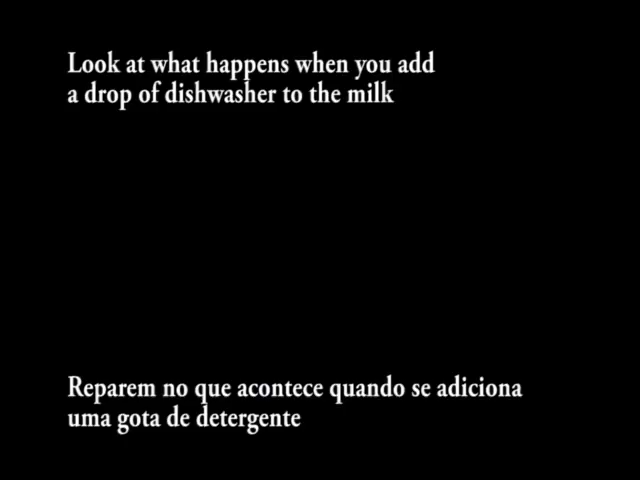 Look at what happens when you add
a drop of dishwasher to the milk
Reparem no que acontece quando se adiciona
uma gota de detergente